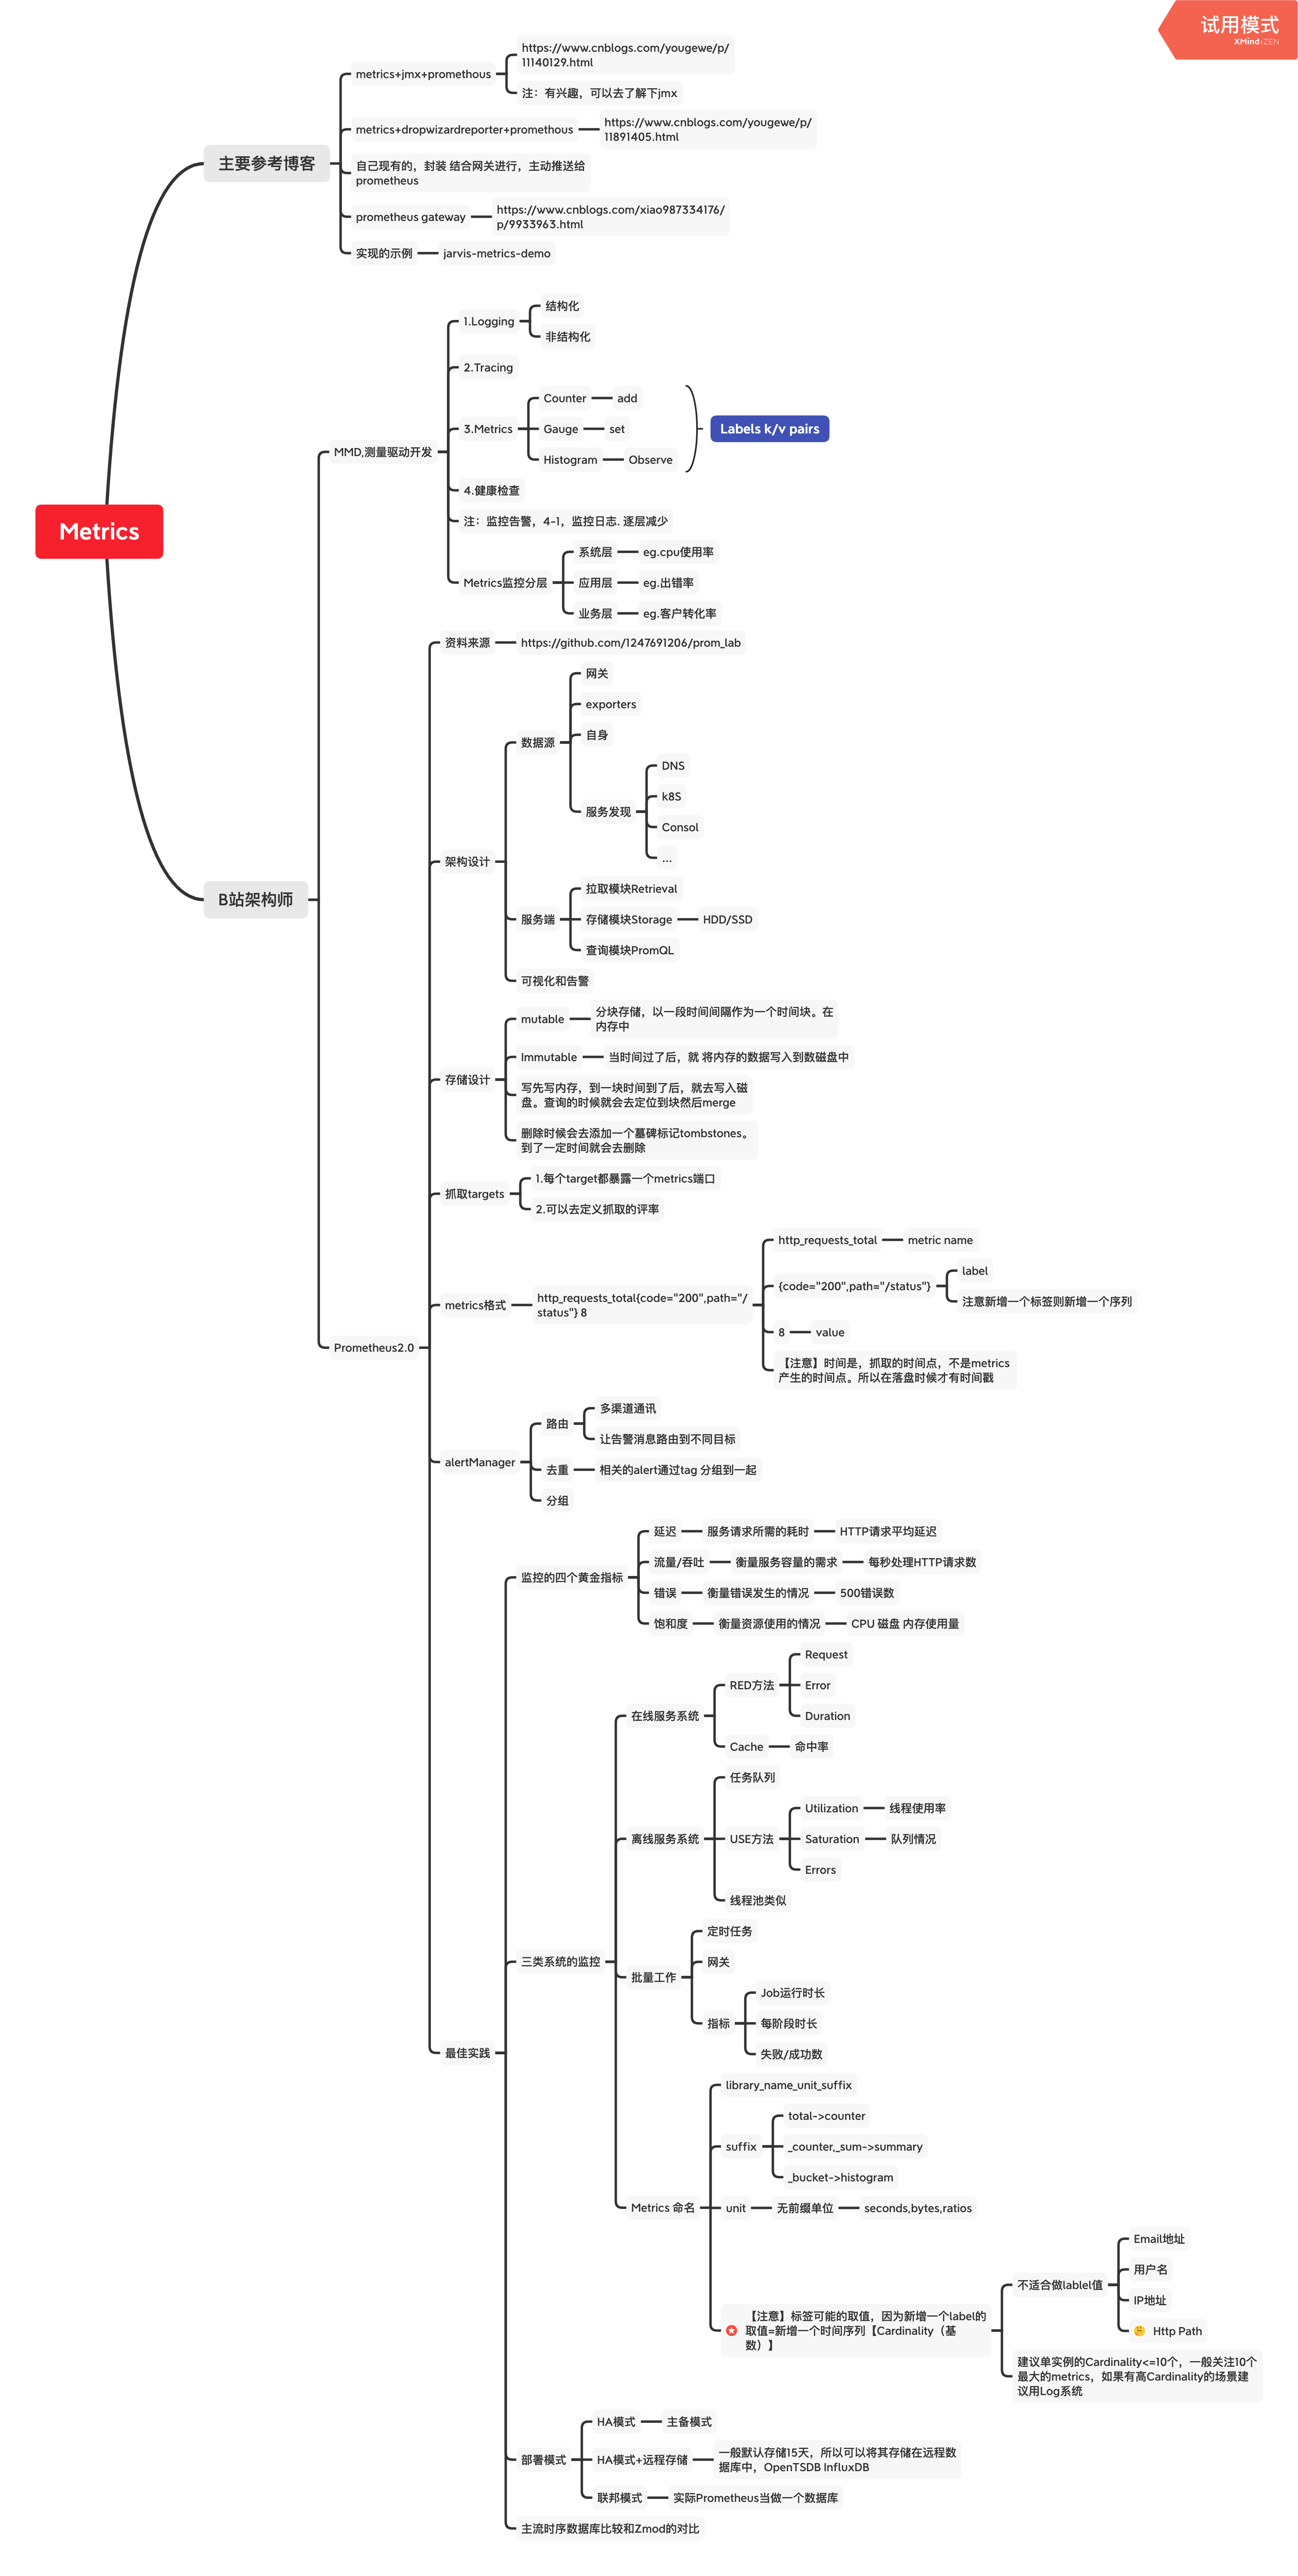 试用模式
XMind:ZEN
Metrics
主要参考博客
metrics+jmx+promethous
https://www.cnblogs.com/yougewe/p/
11140129.html
注：有兴趣，可以去了解下jmx
metrics+dropwizardreporter+promethous
https://www.cnblogs.com/yougewe/p/
11891405.html
自己现有的，封装 结合网关进行，主动推送给
prometheus
prometheus gateway
https://www.cnblogs.com/xiao987334176/
p/9933963.html
实现的示例
jarvis-metrics-demo
B站架构师
MMD,测量驱动开发
1.Logging
结构化
非结构化
2.Tracing
3.Metrics
Counter
add
Gauge
set
Histogram
Observe
Labels k/v pairs
4.健康检查
注：监控告警，4-1，监控日志. 逐层减少
Metrics监控分层
系统层
eg.cpu使用率
应用层
eg.出错率
业务层
eg.客户转化率
Prometheus2.0
资料来源
https://github.com/1247691206/prom_lab
架构设计
数据源
网关
exporters
自身
服务发现
DNS
k8S
Consol
...
服务端
拉取模块Retrieval
存储模块Storage
HDD/SSD
查询模块PromQL
可视化和告警
存储设计
mutable
分块存储，以一段时间间隔作为一个时间块。在
内存中
Immutable
当时间过了后，就 将内存的数据写入到数磁盘中
写先写内存，到一块时间到了后，就去写入磁
盘。查询的时候就会去定位到块然后merge
删除时候会去添加一个墓碑标记tombstones。
到了一定时间就会去删除
抓取targets
1.每个target都暴露一个metrics端口
2.可以去定义抓取的评率
metrics格式
http_requests_total{code="200",path="/
status"} 8
http_requests_total
metric name
{code="200",path="/status"}
label
注意新增一个标签则新增一个序列
8
value
【注意】时间是，抓取的时间点，不是metrics
产生的时间点。所以在落盘时候才有时间戳
alertManager
路由
多渠道通讯
让告警消息路由到不同目标
去重
相关的alert通过tag 分组到一起
分组
最佳实践
监控的四个黄金指标
延迟
服务请求所需的耗时
HTTP请求平均延迟
流量/吞吐
衡量服务容量的需求
每秒处理HTTP请求数
错误
衡量错误发生的情况
500错误数
饱和度
衡量资源使用的情况
CPU 磁盘 内存使用量
三类系统的监控
在线服务系统
RED方法
Request
Error
Duration
Cache
命中率
离线服务系统
任务队列
USE方法
Utilization
线程使用率
Saturation
队列情况
Errors
线程池类似
批量工作
定时任务
网关
指标
Job运行时长
每阶段时长
失败/成功数
Metrics 命名
library_name_unit_suffix
suffix
total->counter
_counter,_sum->summary
_bucket->histogram
unit
无前缀单位
seconds,bytes,ratios
【注意】标签可能的取值，因为新增一个label的
取值=新增一个时间序列【Cardinality（基
数）】
不适合做lablel值
Email地址
用户名
IP地址
Http Path
建议单实例的Cardinality<=10个，一般关注10个
最大的metrics，如果有高Cardinality的场景建
议用Log系统
部署模式
HA模式
主备模式
HA模式+远程存储
一般默认存储15天，所以可以将其存储在远程数
据库中，OpenTSDB InfluxDB
联邦模式
实际Prometheus当做一个数据库
主流时序数据库比较和Zmod的对比